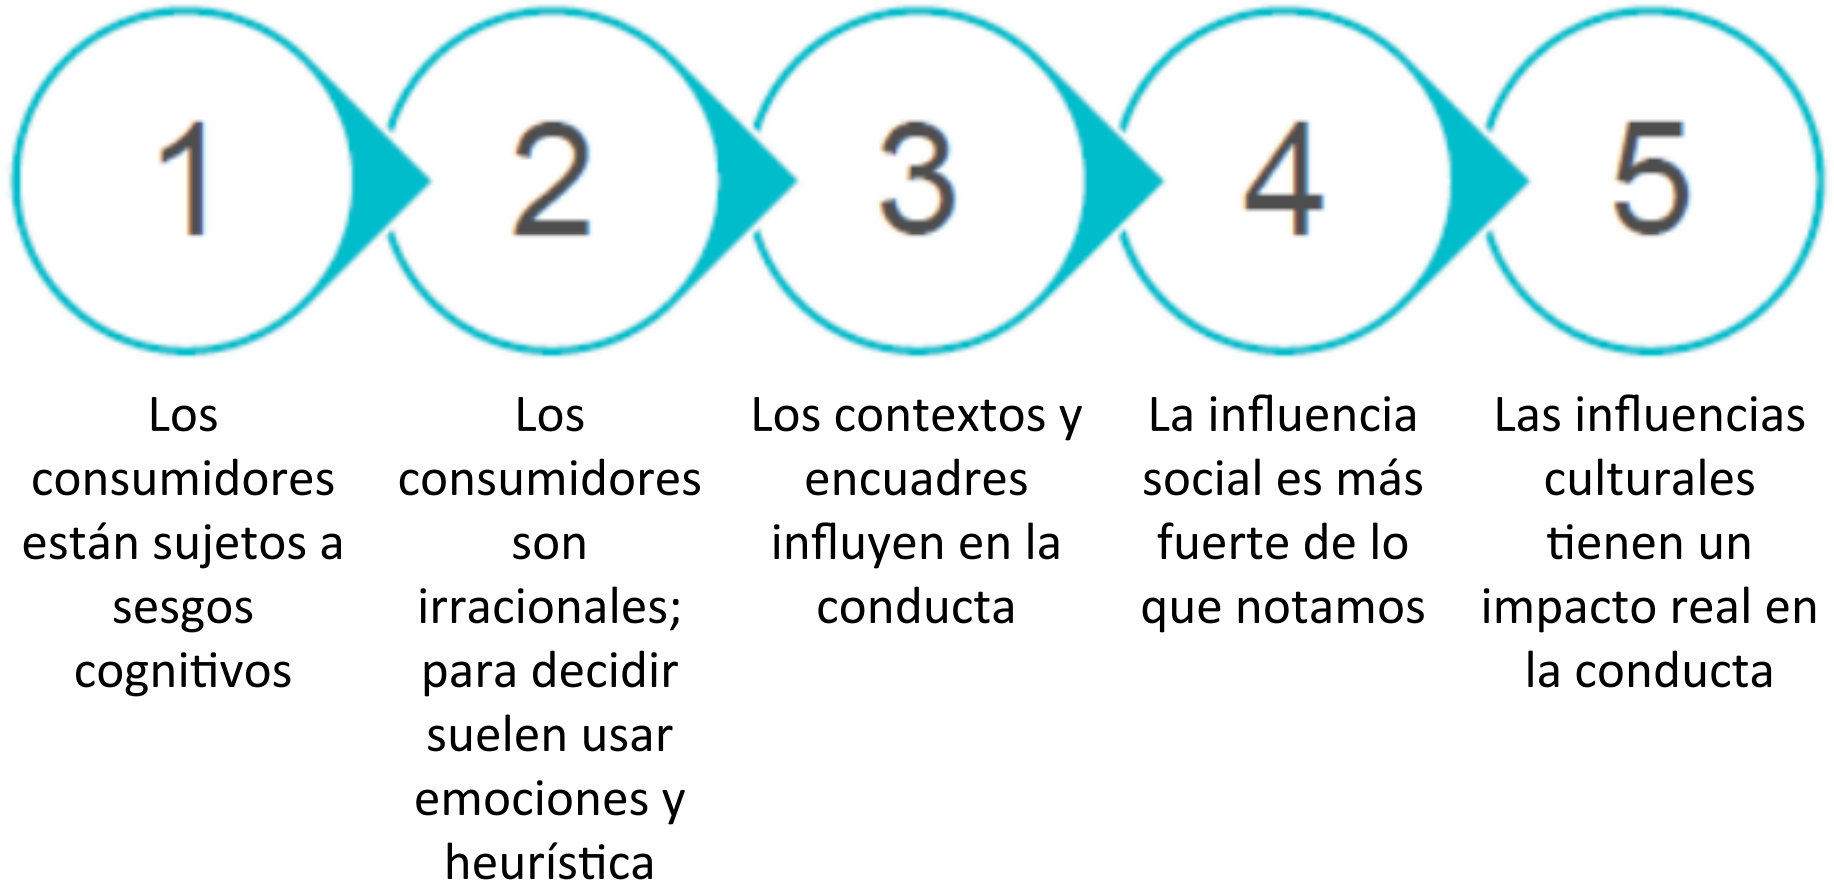 1
Los
consumidores
están sujetos a
sesgos
cognitivos
2
Los
consumidores
son
irracionales;
para decidir
suelen usar
emociones y
heurística
3
Los contextos y
encuadres
influyen en la
conducta
4
La influencia
social es más
fuerte de lo
que notamos
5
Las influencias
culturales
tienen un
impacto real en
la conducta